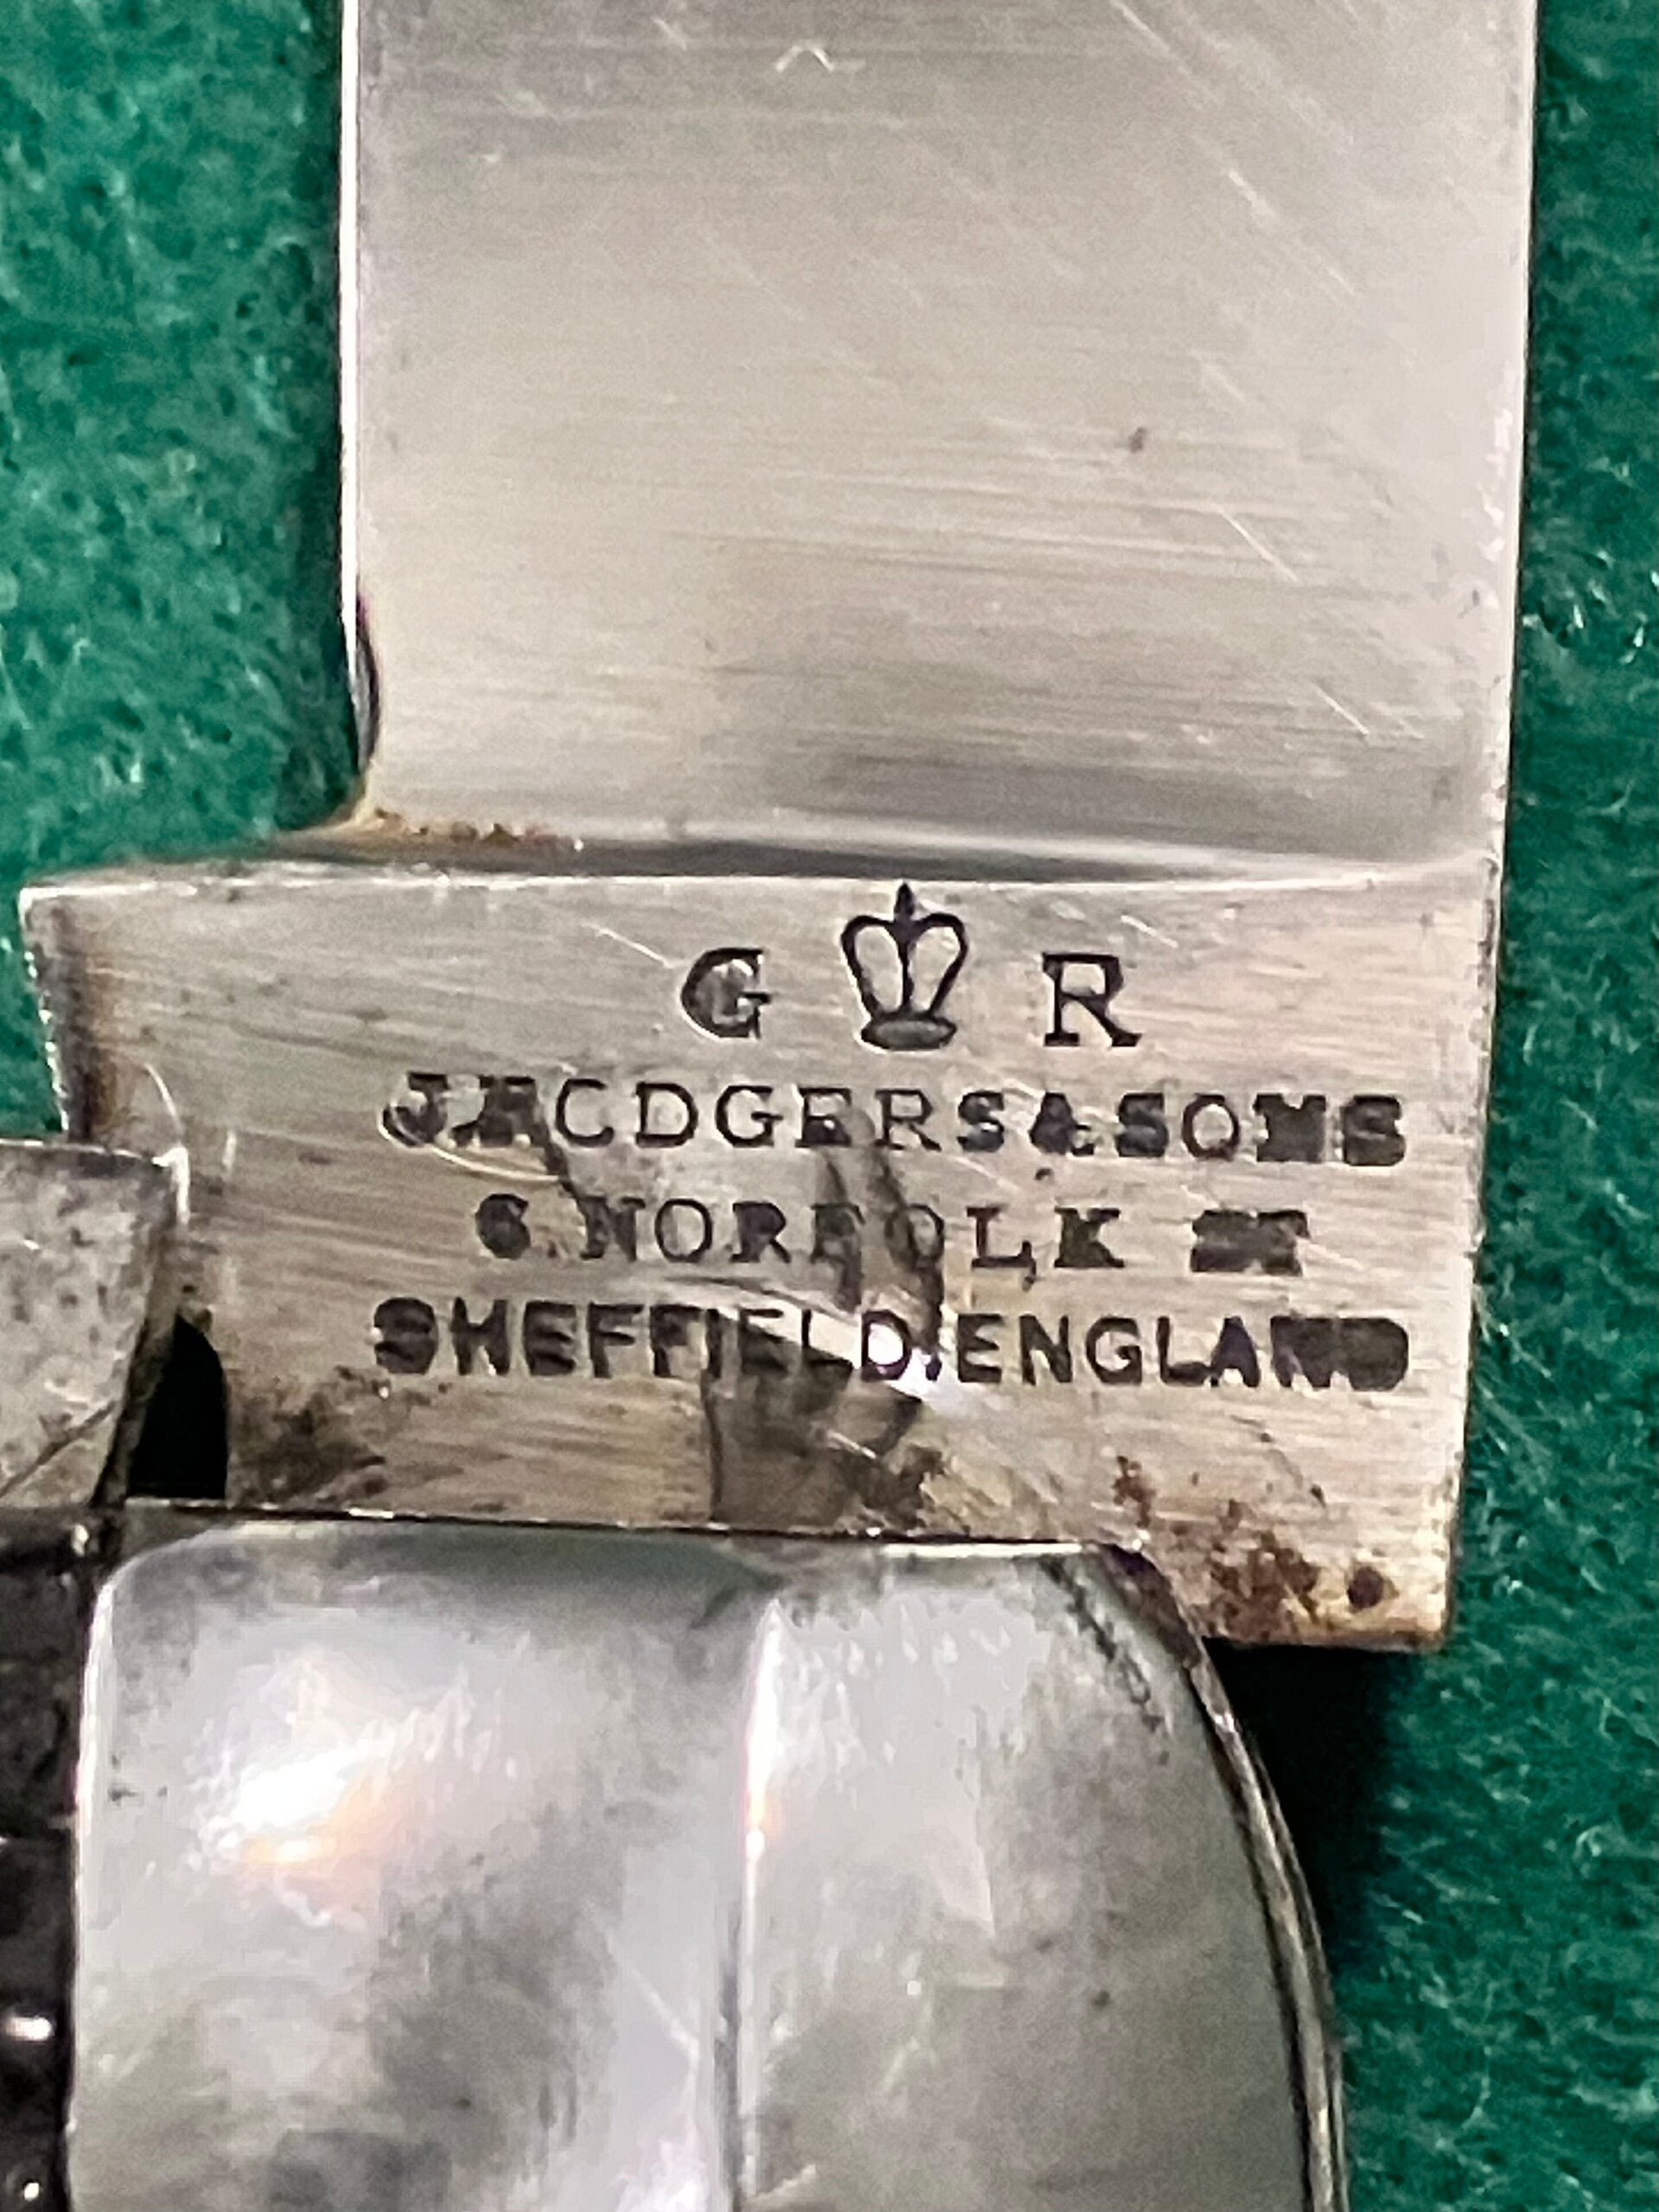 G R
J.RODGERS&SONS
6.NORFOLK ST
SHEFFIELD.ENGLAND